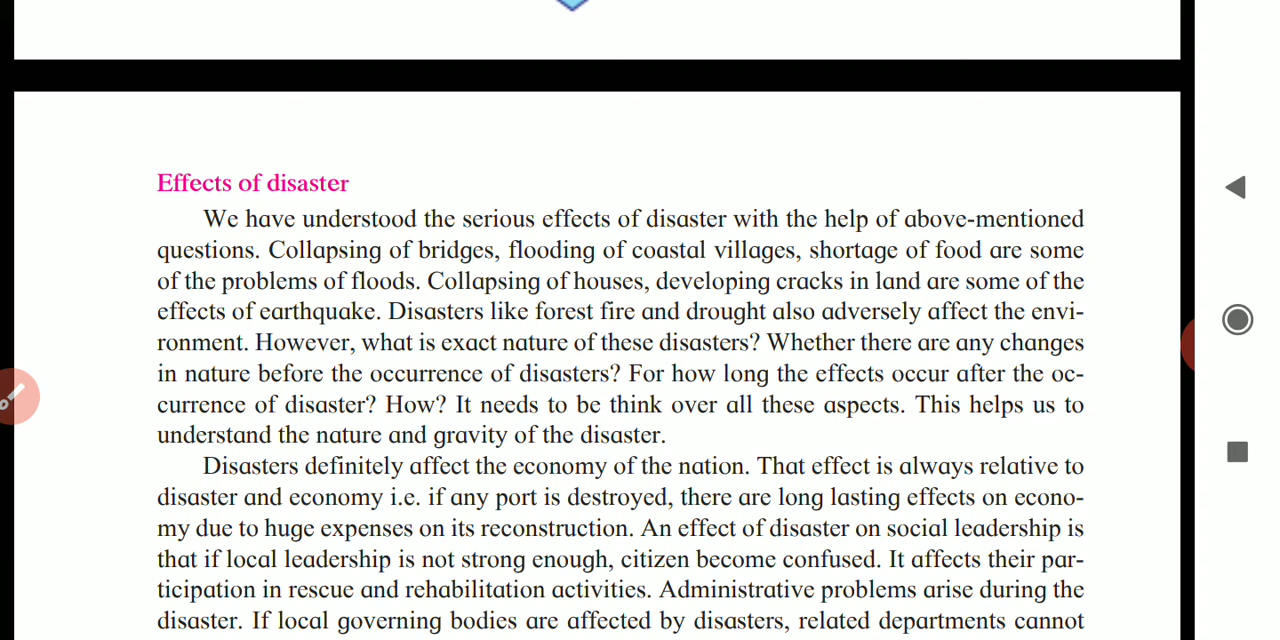 Effects of disaster
We have understood the serious effects of disaster with the help of above-mentioned
questions. Collapsing of bridges, flooding of coastal villages, shortage of food are some
of the problems of floods. Collapsing of houses, developing cracks in land are some of the
effects of earthquake. Disasters like forest fire and drought also adversely affect the envi-
ronment. However, what is exact nature of these disasters? Whether there are any changes
in nature before the occurrence of disasters? For how long the effects occur after the oc-
currence of disaster? How? It needs to be think over all these aspects. This helps us to
understand the nature and gravity of the disaster.
Disasters definitely affect the economy of the nation. That effect is always relative to
disaster and economy i.e. if any port is destroyed, there are long lasting effects on econo-
my due to huge expenses on its reconstruction. An effect of disaster on social leadership is
that if local leadership is not strong enough, citizen become confused. It affects their par-
ticipation in rescue and rehabilitation activities. Administrative problems arise during the
disaster. If local governing bodies are affected by disasters, related departments cannot